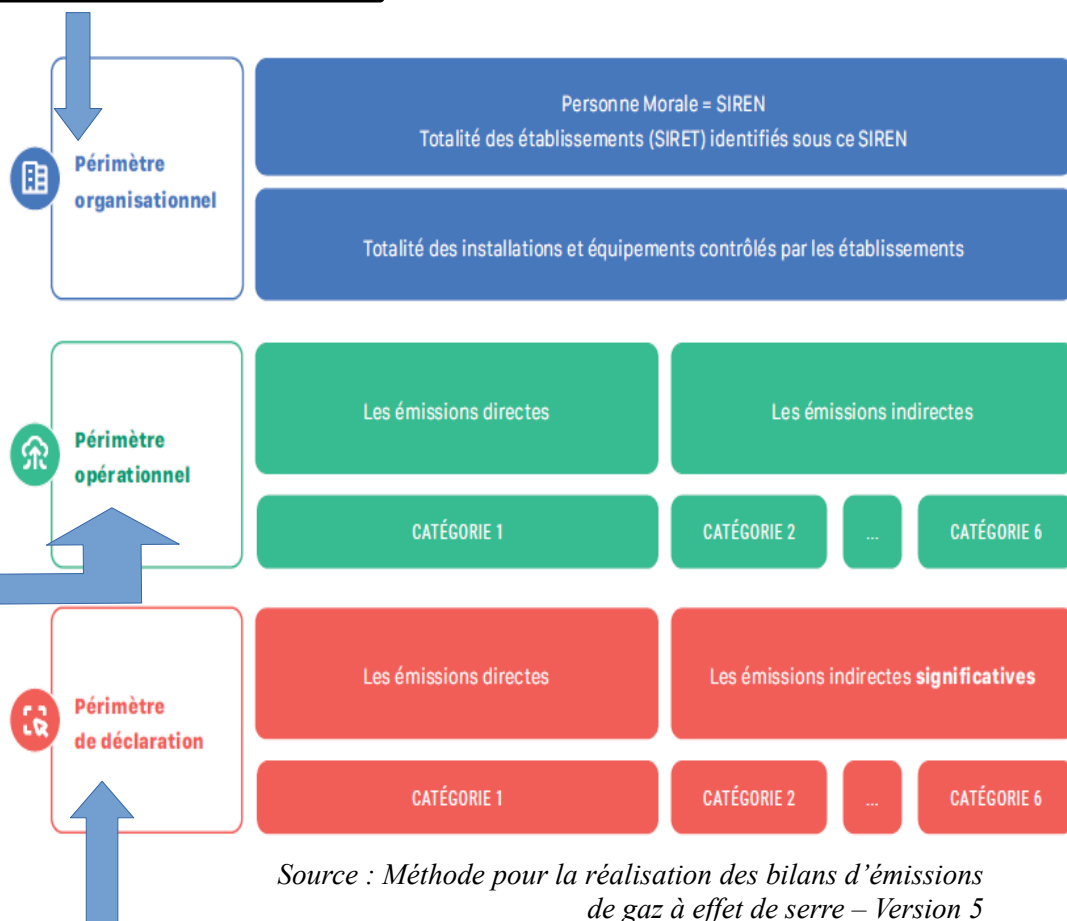 Personne Morale = SIREN
Totalité des établissements (SIRET) identifiés sous ce SIREN
Périmètre
organisationnel
Totalité des installations et équipements contrôlés par les établissements
Périmètre
opérationnel
Les émissions directes
Les émissions indirectes
CATÉGORIE 1
CATÉGORIE 2
...
CATÉGORIE 6
Périmètre
de déclaration
Les émissions directes
Les émissions indirectes significatives
CATÉGORIE 1
CATÉGORIE 2
...
CATÉGORIE 6
Source : Méthode pour la réalisation des bilans d’émissions
de gaz à effet de serre – Version 5